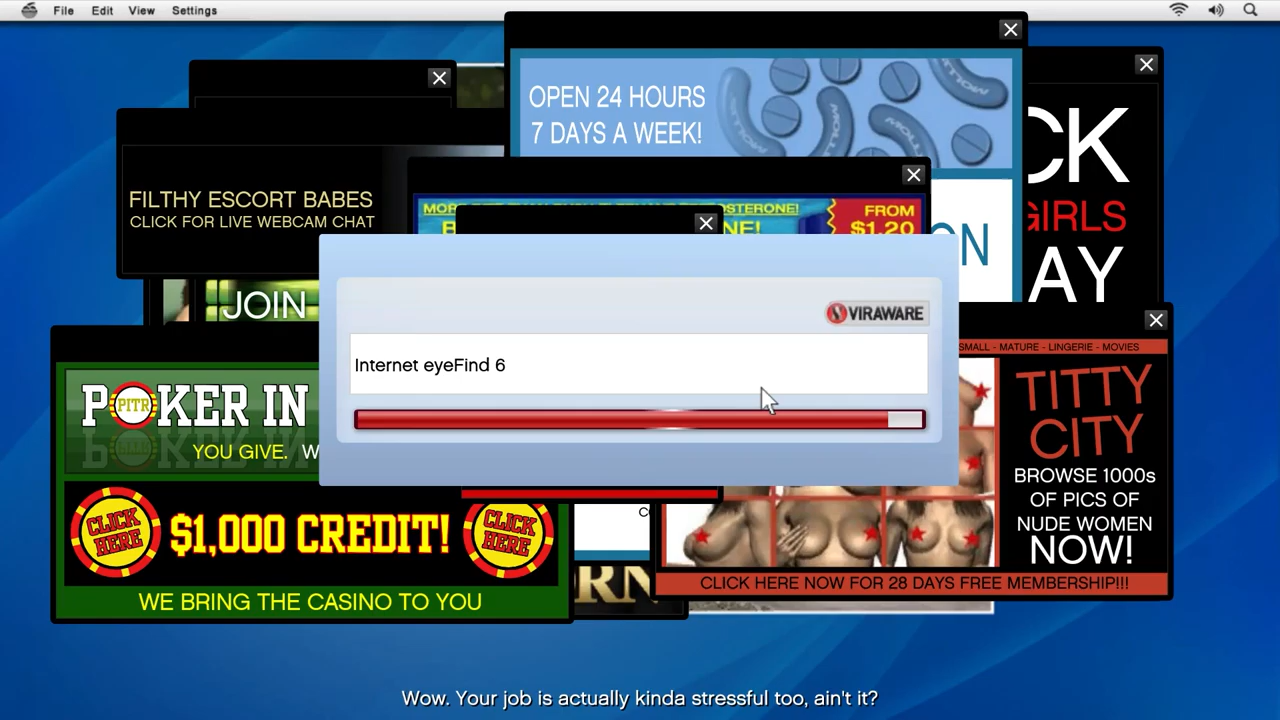 File Edit View Settings
OPEN 24 HOURS
7 DAYS A WEEK!
CK
GIRLS
AY
FILTHY ESCORT BABES
CLICK FOR LIVE WEBCAM CHAT
FROM
$1.20
NE!
ON
JOIN
VIRAWARE
Internet eyeFind 6
POKER IN
PITR
YOU GIVE. W
CLICK HERE
$1,000 CREDIT!
CLICK HERE
WE BRING THE CASINO TO YOU
SMALL - MATURE - LINGERIE - MOVIES
TITTY
CITY
BROWSE 1000s
OF PICS OF
NUDE WOMEN
NOW!
CLICK HERE NOW FOR 28 DAYS FREE MEMBERSHIP!!!
RN
Wow. Your job is actually kinda stressful too, ain't it?